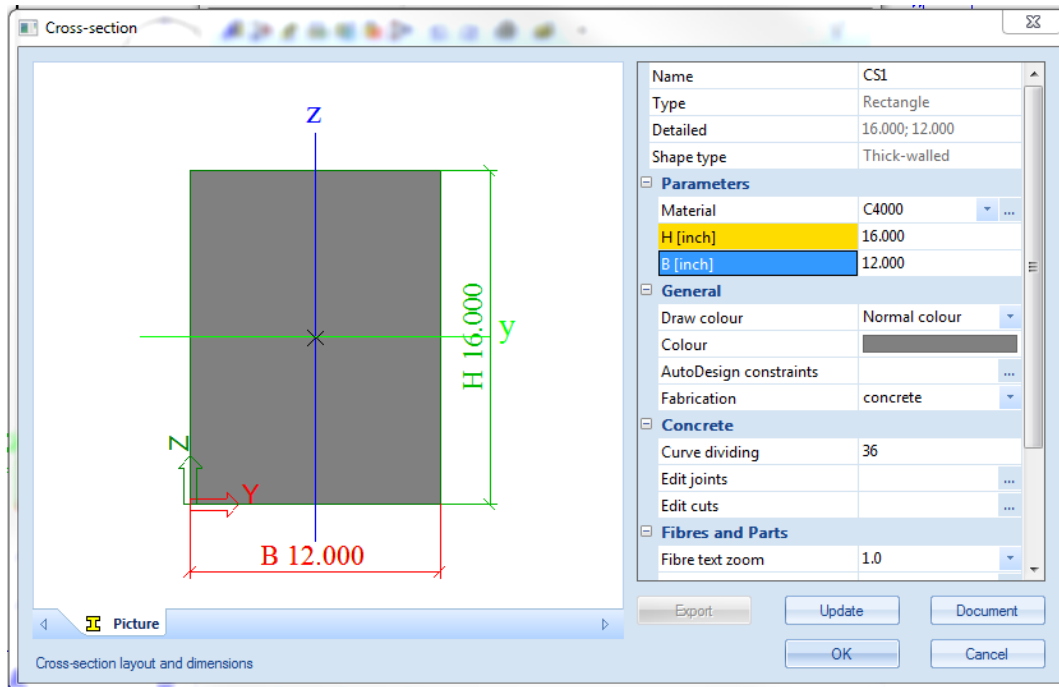 Cross-section
z
y
H 16.000
Z
Y
B 12.000
Picture
Cross-section layout and dimensions
Name CS1
Type Rectangle
Detailed 16.000; 12.000
Shape type Thick-walled
Parameters
Material C4000 ...
H [inch] 16.000
B [inch] 12.000
General
Draw colour Normal colour
Colour
AutoDesign constraints ...
Fabrication concrete
Concrete
Curve dividing 36
Edit joints ...
Edit cuts ...
Fibres and Parts
Fibre text zoom 1.0
Export Update Document
OK Cancel